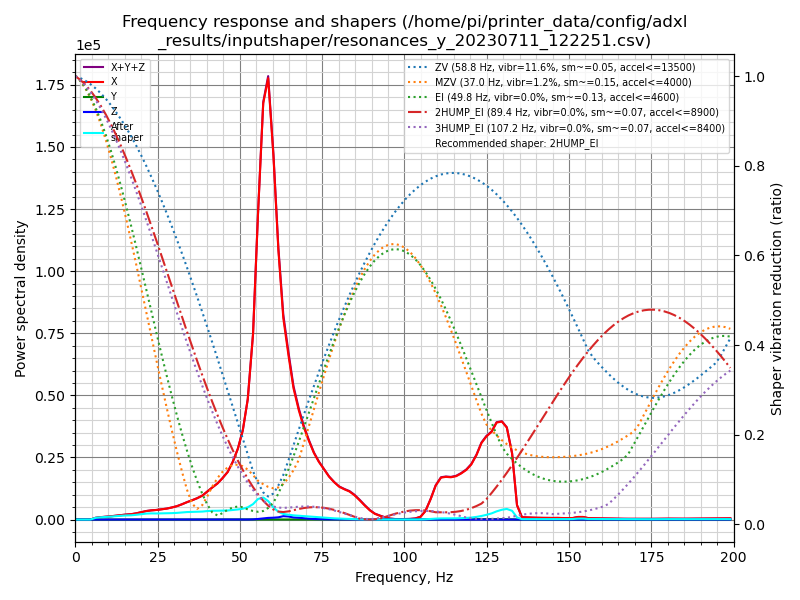 Frequency response and shapers (/home/pi/printer_data/config/adxl
_results/inputshaper/resonances_y_20230711_122251.csv)
1e5
X+Y+Z
X
Y
Z
After
shaper
ZV (58.8 Hz, vibr=11.6%, sm~=0.05, accel<=13500)
MZV (37.0 Hz, vibr=1.2%, sm~=0.15, accel<=4000)
EI (49.8 Hz, vibr=0.0%, sm~=0.13, accel<=4600)
2HUMP_EI (89.4 Hz, vibr=0.0%, sm~=0.07, accel<=8900)
3HUMP_EI (107.2 Hz, vibr=0.0%, sm~=0.07, accel<=8400)
Recommended shaper: 2HUMP_EI
Power spectral density
1.75
1.50
1.25
1.00
0.75
0.50
0.25
0.00
1.0
0.8
0.6
0.4
0.2
0.0
Shaper vibration reduction (ratio)
0 25 50 75 100 125 150 175 200
Frequency, Hz